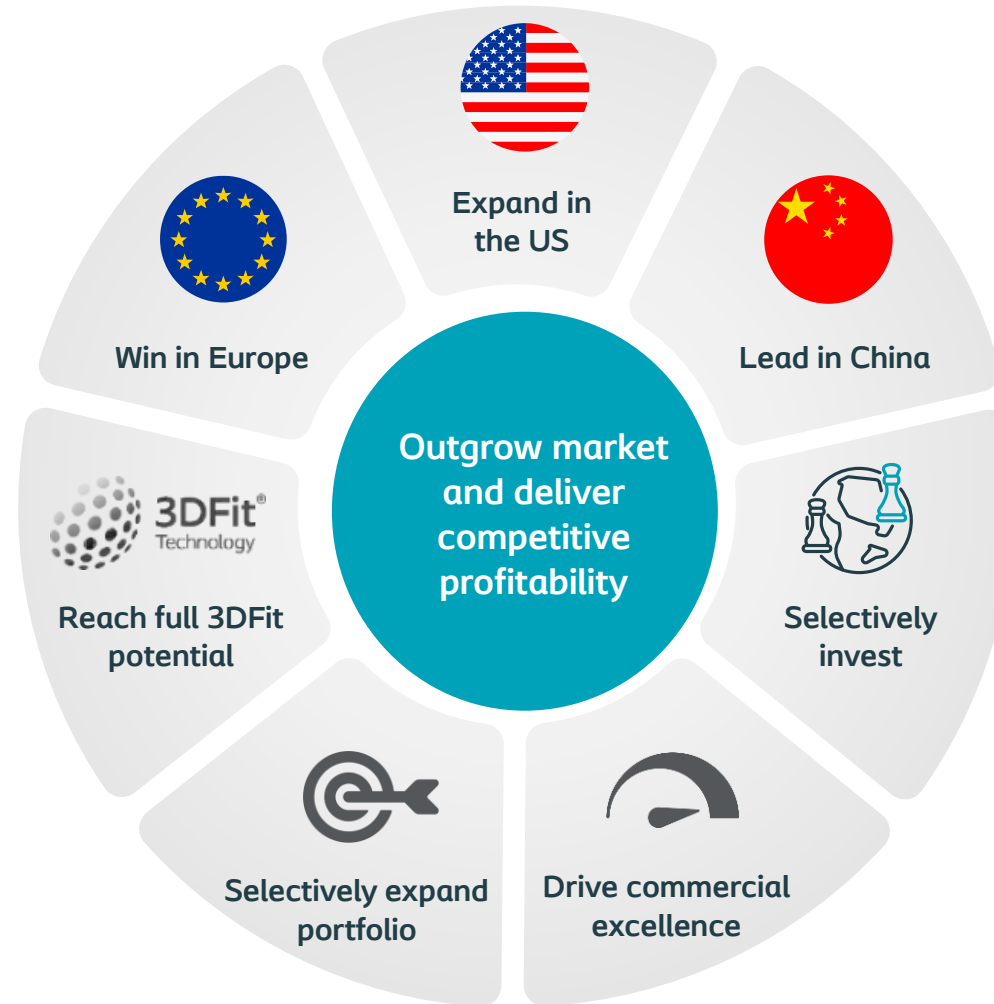 Expand in
the US
Win in Europe
Lead in China
Outgrow market
and deliver
competitive
profitability
3DFit®
Technology
Reach full 3DFit
potential
Selectively
invest
Selectively expand
portfolio
Drive commercial
excellence